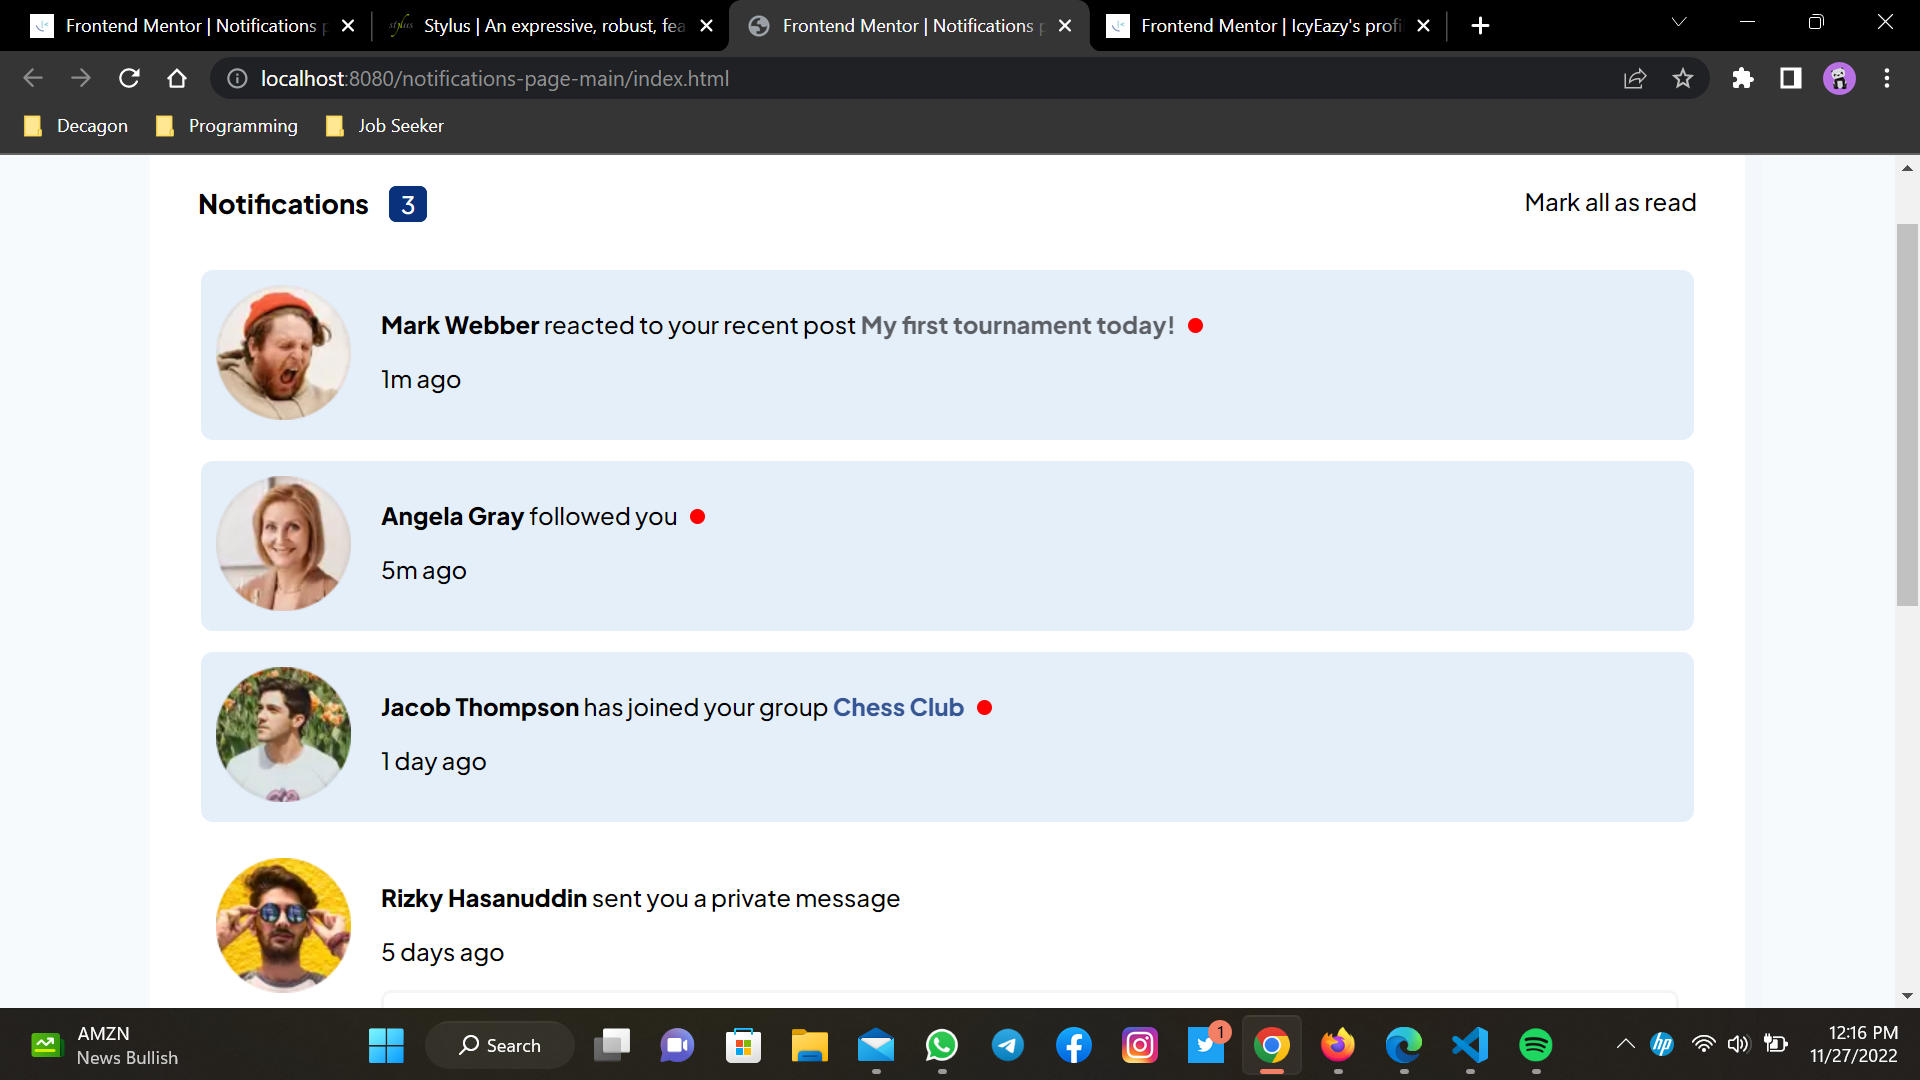 Frontend Mentor | Notifications p
Stylus | An expressive, robust, fea
Frontend Mentor | Notifications p
Frontend Mentor | IcyEazy's profi
localhost:8080/notifications-page-main/index.html
Decagon
Programming
Job Seeker
Notifications 3
Mark all as read
Mark Webber reacted to your recent post My first tournament today!
1m ago
Angela Gray followed you
5m ago
Jacob Thompson has joined your group Chess Club
1 day ago
Rizky Hasanuddin sent you a private message
5 days ago
AMZN
News Bullish
Search
1
hp
12:16 PM
11/27/2022